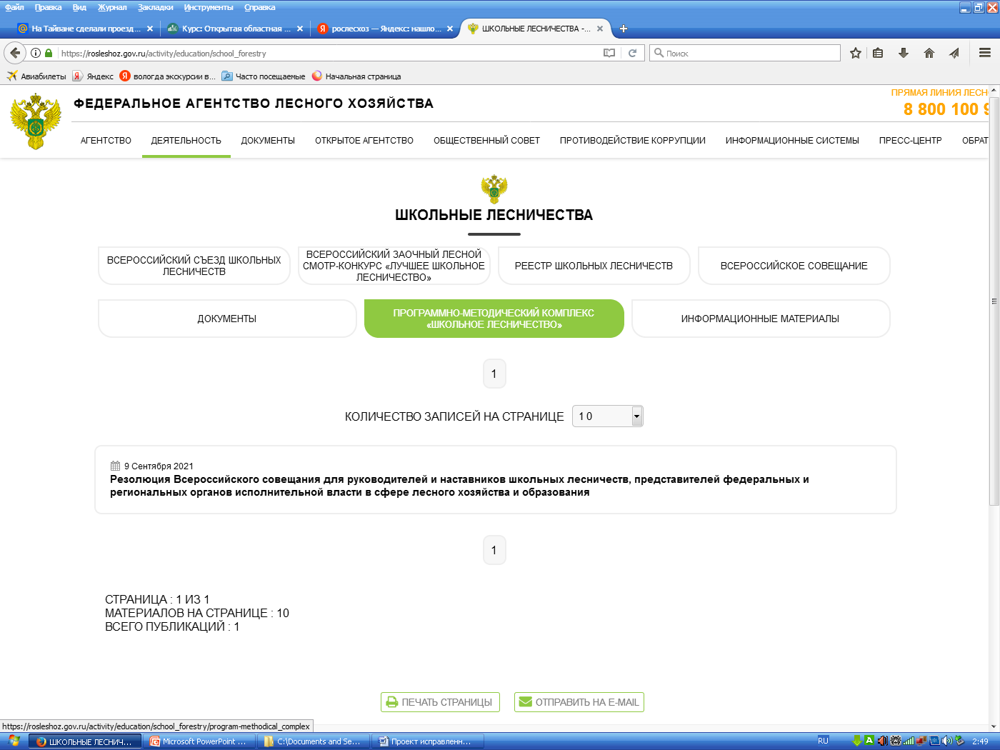 Файл Правка Вид Журнал Закладки Инструменты Справка
На Тайване сделали проезд... Курс: Открытая областная ... рослесхоз — Яндекс: нашло... ШКОЛЬНЫЕ ЛЕСНИЧЕСТВА -...
https://rosleshoz.gov.ru/activity/education/school_forestry Поиск
Авиабилеты Яндекс вологда экскурсии в... Часто посещаемые Начальная страница
ПРЯМАЯ ЛИНИЯ ЛЕСН
ФЕДЕРАЛЬНОЕ АГЕНТСТВО ЛЕСНОГО ХОЗЯЙСТВА
8 800 100 9
АГЕНТСТВО ДЕЯТЕЛЬНОСТЬ ДОКУМЕНТЫ ОТКРЫТОЕ АГЕНТСТВО ОБЩЕСТВЕННЫЙ СОВЕТ ПРОТИВОДЕЙСТВИЕ КОРРУПЦИИ ИНФОРМАЦИОННЫЕ СИСТЕМЫ ПРЕСС-ЦЕНТР ОБРАТ
ШКОЛЬНЫЕ ЛЕСНИЧЕСТВА
ВСЕРОССИЙСКИЙ СЪЕЗД ШКОЛЬНЫХ
ЛЕСНИЧЕСТВ
ВСЕРОССИЙСКИЙ ЗАОЧНЫЙ ЛЕСНОЙ
СМОТР-КОНКУРС «ЛУЧШЕЕ ШКОЛЬНОЕ
ЛЕСНИЧЕСТВО»
РЕЕСТР ШКОЛЬНЫХ ЛЕСНИЧЕСТВ
ВСЕРОССИЙСКОЕ СОВЕЩАНИЕ
ДОКУМЕНТЫ
ПРОГРАММНО-МЕТОДИЧЕСКИЙ КОМПЛЕКС
«ШКОЛЬНОЕ ЛЕСНИЧЕСТВО»
ИНФОРМАЦИОННЫЕ МАТЕРИАЛЫ
1
КОЛИЧЕСТВО ЗАПИСЕЙ НА СТРАНИЦЕ 10
9 Сентября 2021
Резолюция Всероссийского совещания для руководителей и наставников школьных лесничеств, представителей федеральных и
региональных органов исполнительной власти в сфере лесного хозяйства и образования
1
СТРАНИЦА : 1 ИЗ 1
МАТЕРИАЛОВ НА СТРАНИЦЕ : 10
ВСЕГО ПУБЛИКАЦИЙ : 1
ПЕЧАТЬ СТРАНИЦЫ ОТПРАВИТЬ НА E-MAIL
https://rosleshoz.gov.ru/activity/education/school_forestry/program-methodical_complex
ШКОЛЬНЫЕ ЛЕСНИЧ... Microsoft PowerPoint ... C:\Documents and Se... Проект исправленн... RU 2:49